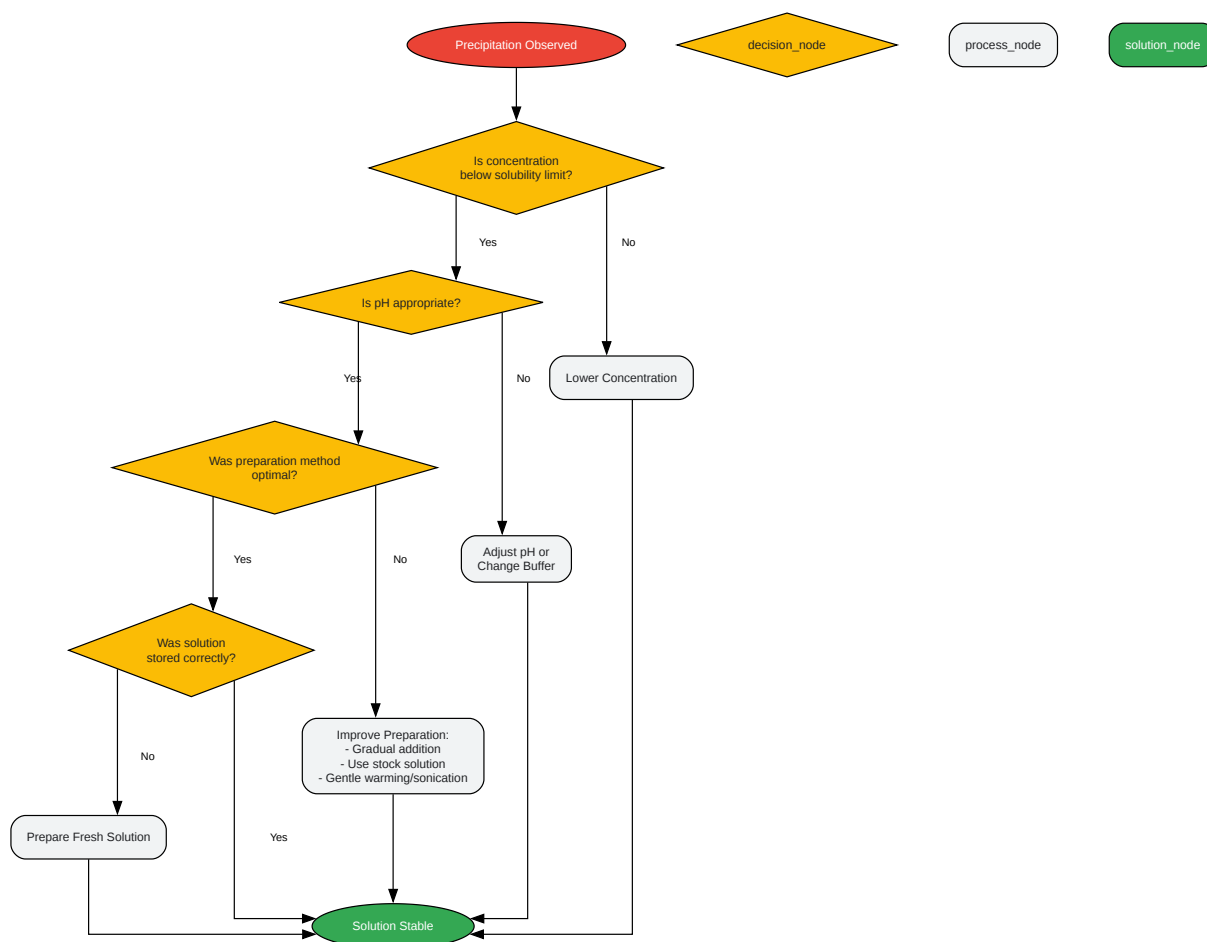 Precipitation Observed
decision_node
process_node
solution_node
Is concentration
below solubility limit?
Yes
No
Is pH appropriate?
Yes
No
Lower Concentration
Was preparation method
optimal?
Yes
No
Adjust pH or
Change Buffer
Was solution
stored correctly?
Improve Preparation:
- Gradual addition
- Use stock solution
- Gentle warming/sonication
No
Prepare Fresh Solution
Yes
Solution Stable